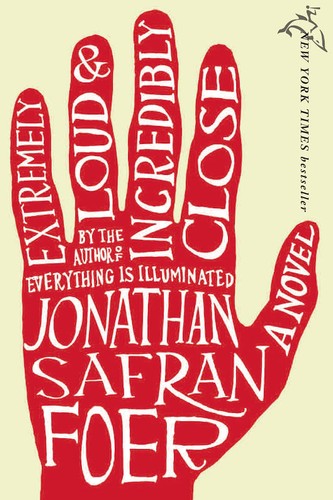 EXTREMELY
LOUD &
INCREDIBLY
CLOSE
BY THE
AUTHOR OF
EVERYTHING IS ILLUMINATED
JONATHAN
SAFRAN
FOER
A NOVEL
NEW YORK TIMES bestseller